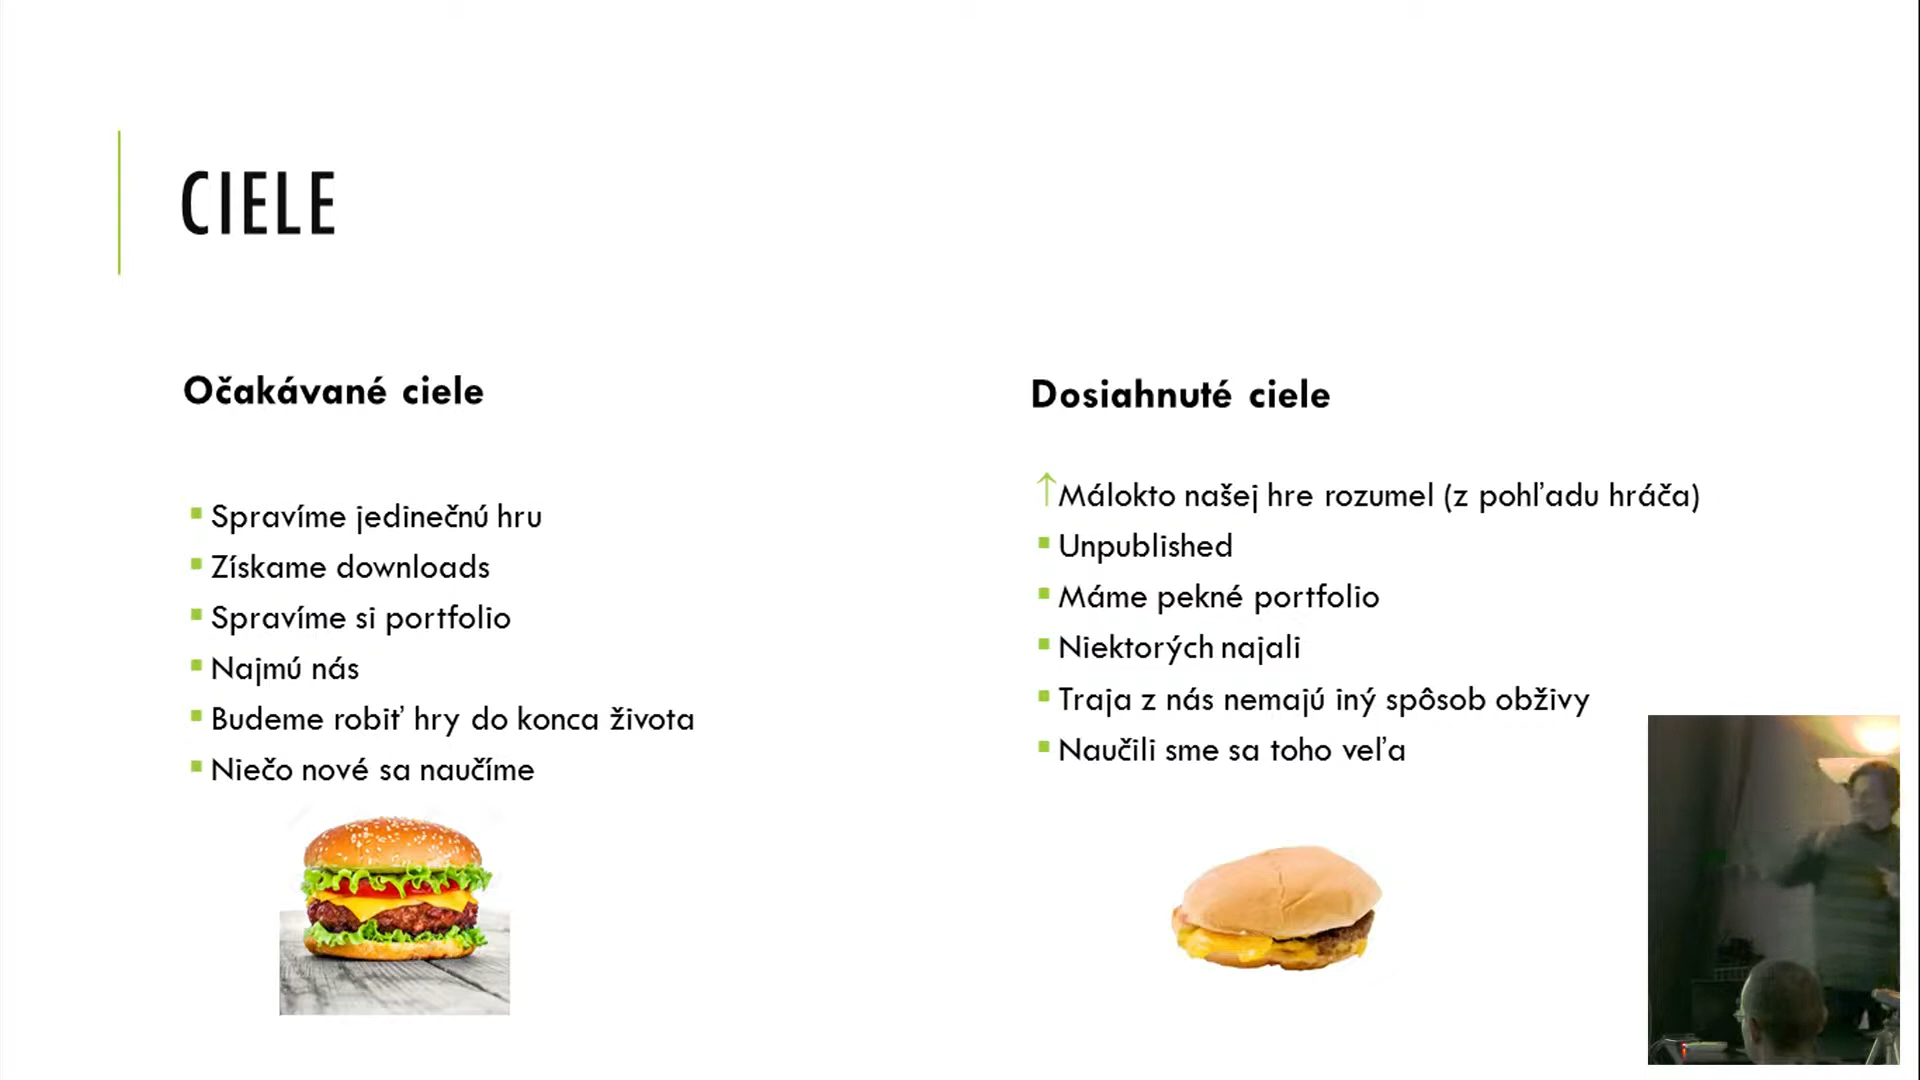 CIELE
Očakávané ciele
Spravíme jedinečnú hru
Získame downloads
Spravíme si portfolio
Najmú nás
Budeme robiť hry do konca života
Niečo nové sa naučíme
Dosiahnuté ciele
↑Málokto našej hre rozumel (z pohľadu hráča)
Unpublished
Máme pekné portfolio
Niektorých najali
Traja z nás nemajú iný spôsob obživy
Naučili sme sa toho veľa